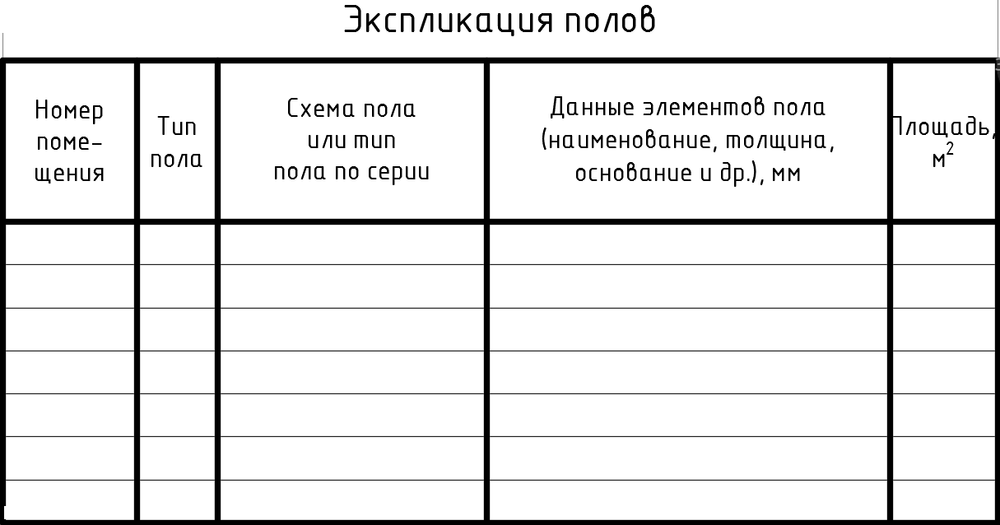 Экспликация полов
Номер
поме-
щения
Тип
пола
Схема пола
или тип
пола по серии
Данные элементов пола
(наименование, толщина,
основание и др.), мм
Площадь,
м²